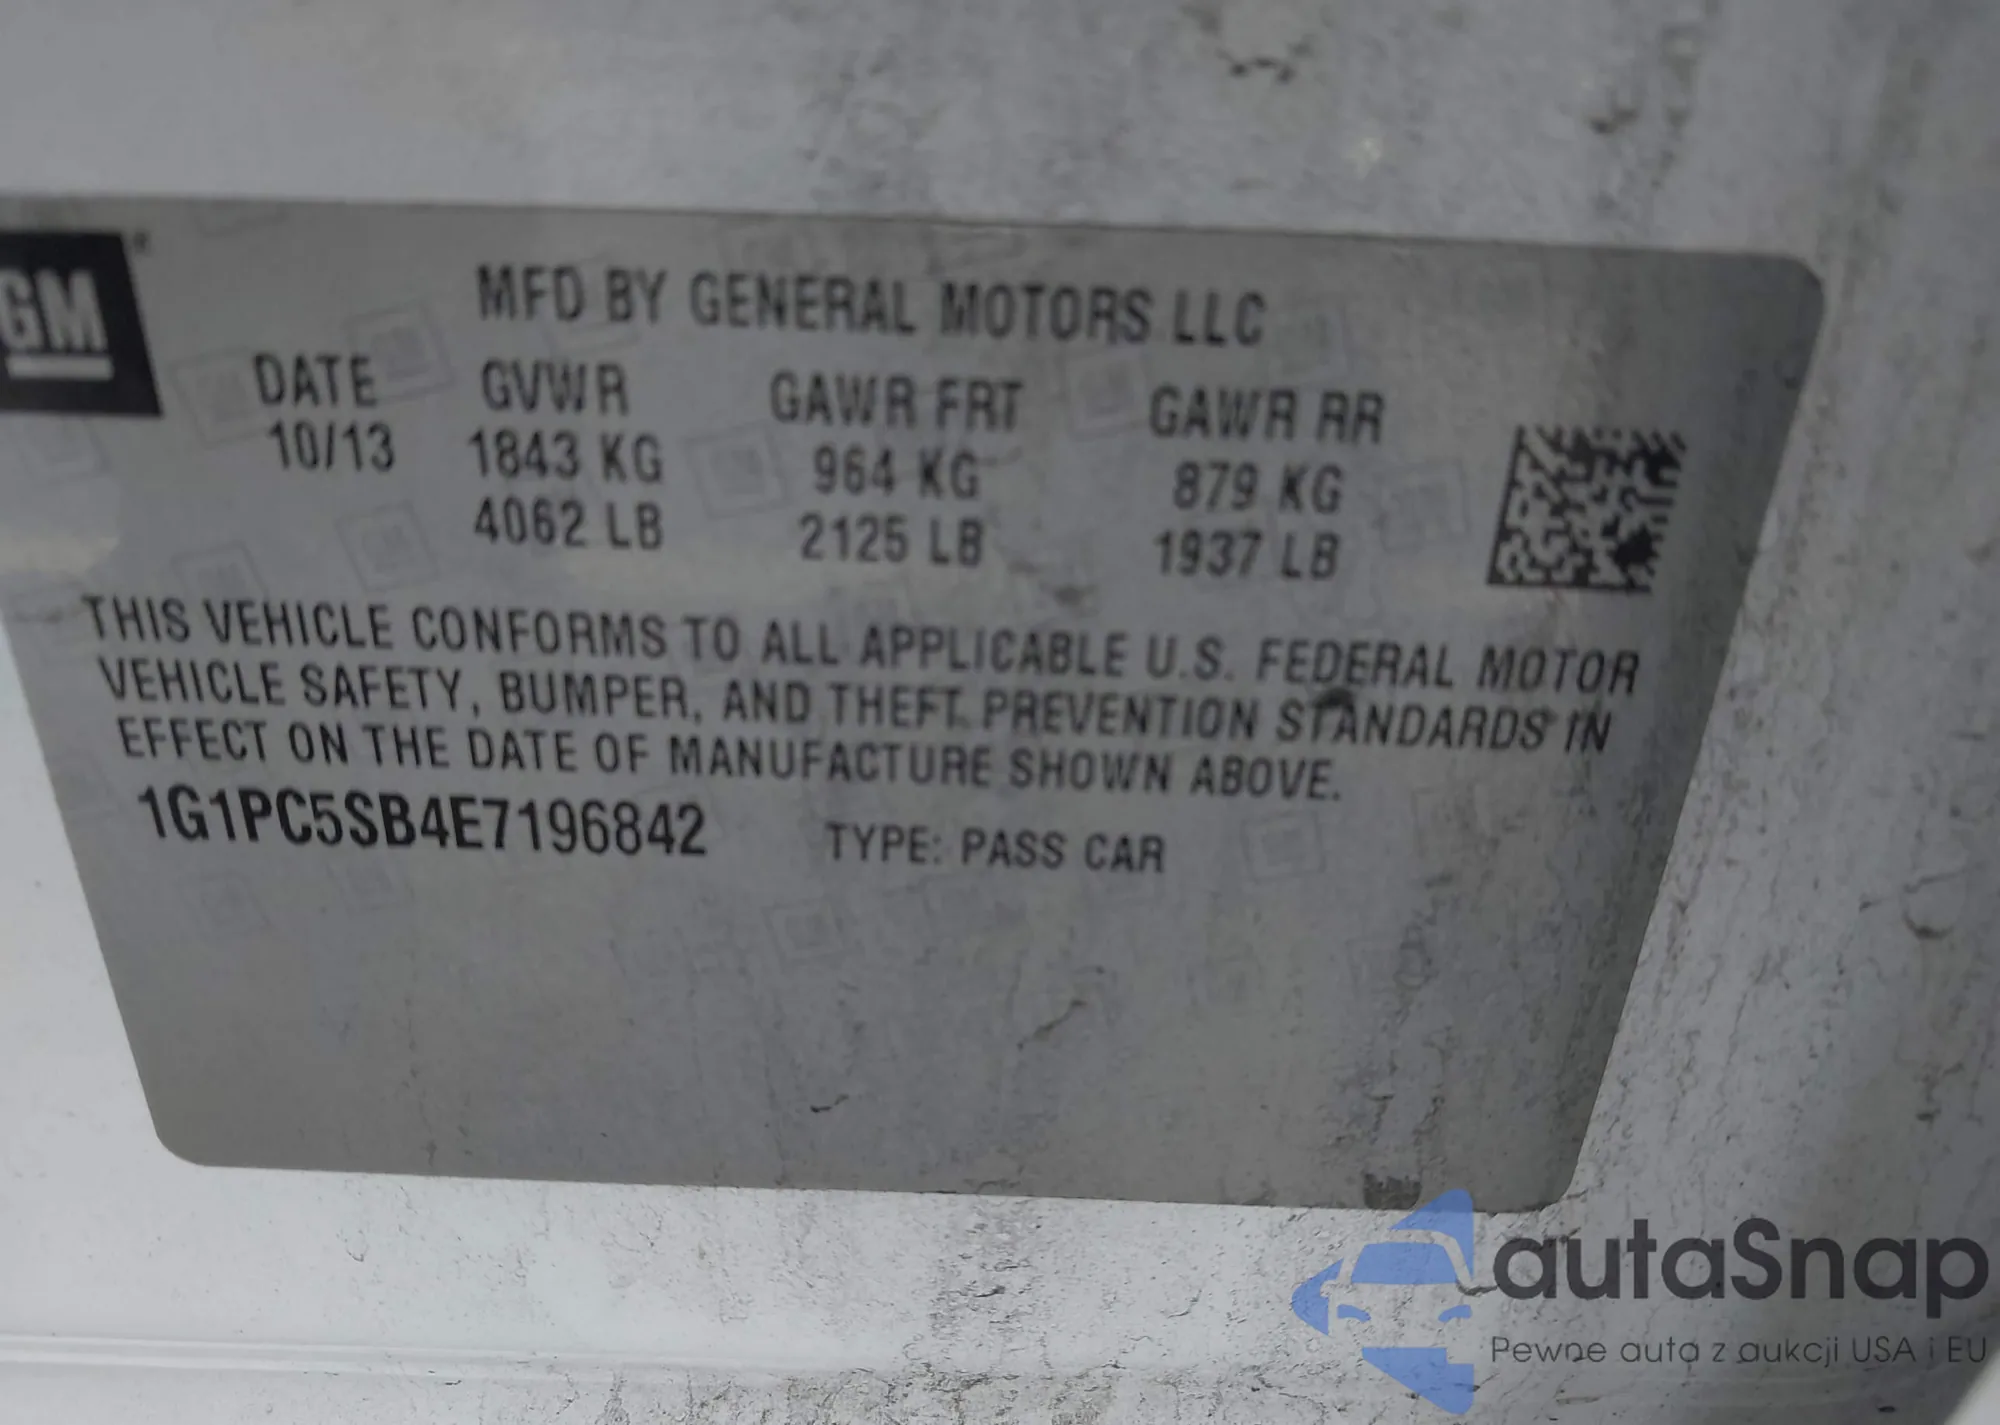 GM
MFD BY GENERAL MOTORS LLC
DATE GVWR GAWR FRT GAWR RR
10/13 1843 KG 964 KG 879 KG
4062 LB 2125 LB 1937 LB
THIS VEHICLE CONFORMS TO ALL APPLICABLE U.S. FEDERAL MOTOR
VEHICLE SAFETY, BUMPER, AND THEFT PREVENTION STANDARDS IN
EFFECT ON THE DATE OF MANUFACTURE SHOWN ABOVE.
1G1PC5SB4E7196842 TYPE: PASS CAR
autaSnap
Pewne auta z aukcji USA i EU